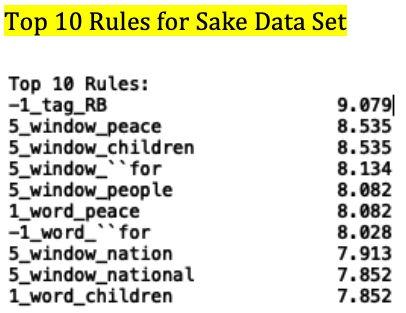 Top 10 Rules for Sake Data Set
Top 10 Rules:
-1_tag_RB 9.079
5_window_peace 8.535
5_window_children 8.535
5_window_``for 8.134
5_window_people 8.082
1_word_peace 8.082
-1_word_``for 8.028
5_window_nation 7.913
5_window_national 7.852
1_word_children 7.852